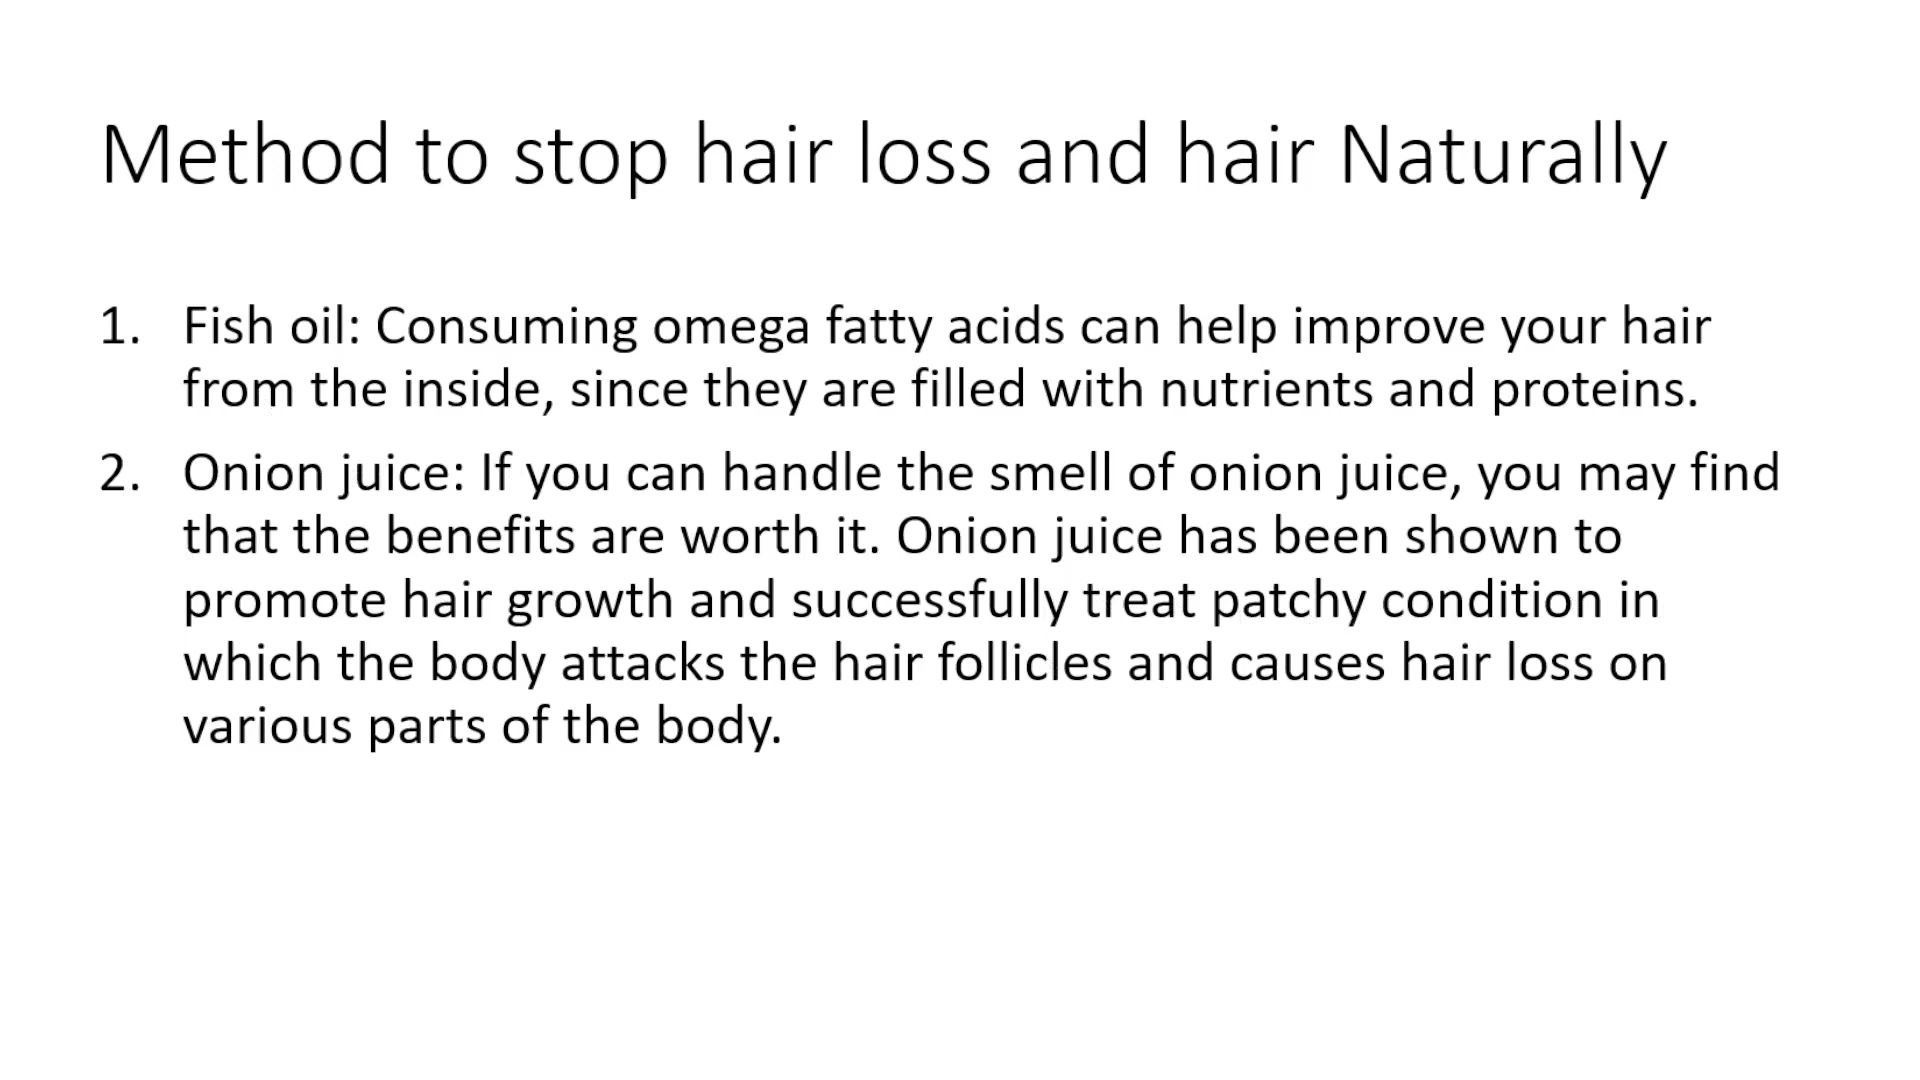 Method to stop hair loss and hair Naturally
1. Fish oil: Consuming omega fatty acids can help improve your hair
from the inside, since they are filled with nutrients and proteins.
2. Onion juice: If you can handle the smell of onion juice, you may find
that the benefits are worth it. Onion juice has been shown to
promote hair growth and successfully treat patchy condition in
which the body attacks the hair follicles and causes hair loss on
various parts of the body.